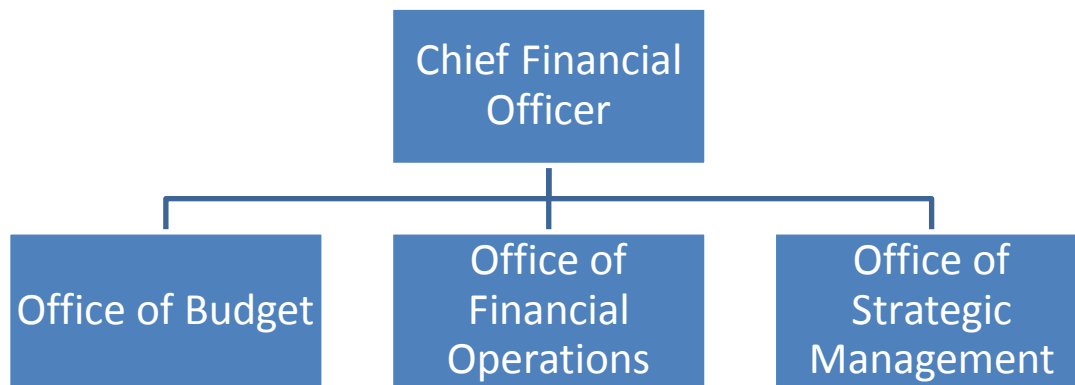 Chief Financial
Officer
Office of Budget
Office of
Financial
Operations
Office of
Strategic
Management